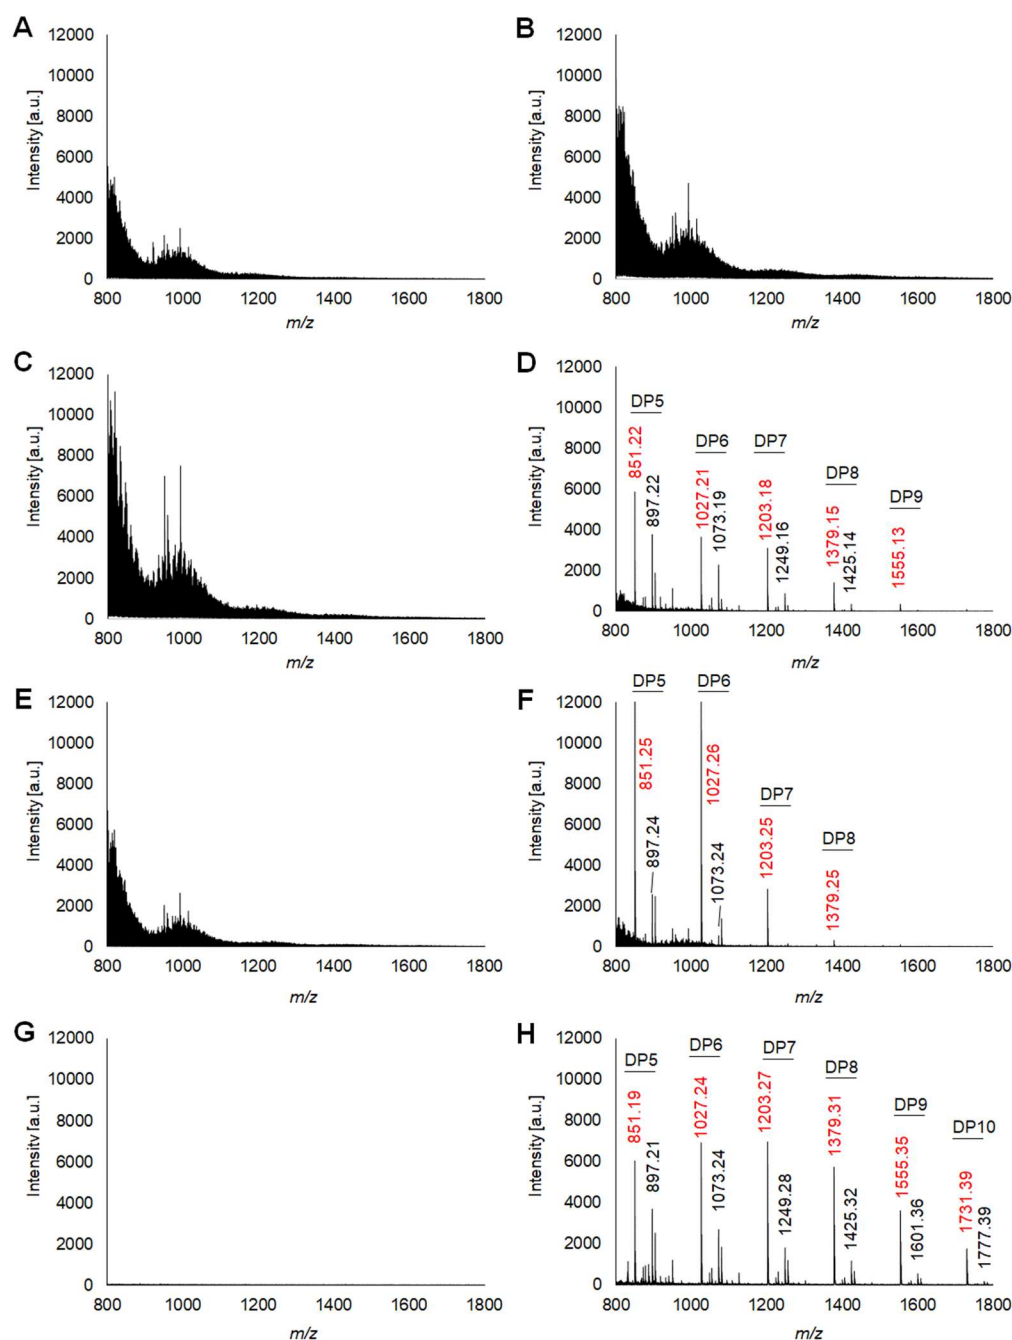 A
12000
10000
8000
6000
4000
2000
0
Intensity [a.u.]
800 1000 1200 1400 1600 1800
m/z
B
12000
10000
8000
6000
4000
2000
0
Intensity [a.u.]
800 1000 1200 1400 1600 1800
m/z
C
12000
10000
8000
6000
4000
2000
0
Intensity [a.u.]
800 1000 1200 1400 1600 1800
m/z
D
12000
10000
8000
6000
4000
2000
0
Intensity [a.u.]
DP5
851.22
897.22
DP6
1027.21
1073.19
DP7
1203.18
1249.16
DP8
1379.15
1425.14
DP9
1555.13
800 1000 1200 1400 1600 1800
m/z
E
12000
10000
8000
6000
4000
2000
0
Intensity [a.u.]
800 1000 1200 1400 1600 1800
m/z
F
12000
10000
8000
6000
4000
2000
0
Intensity [a.u.]
DP5
851.25
897.24
DP6
1027.26
1073.24
DP7
1203.25
DP8
1379.25
800 1000 1200 1400 1600 1800
m/z
G
12000
10000
8000
6000
4000
2000
0
Intensity [a.u.]
800 1000 1200 1400 1600 1800
m/z
H
12000
10000
8000
6000
4000
2000
0
Intensity [a.u.]
DP5
851.19
897.21
DP6
1027.24
1073.24
DP7
1203.27
1249.28
DP8
1379.31
1425.32
DP9
1555.35
1601.36
DP10
1731.39
1777.39
800 1000 1200 1400 1600 1800
m/z